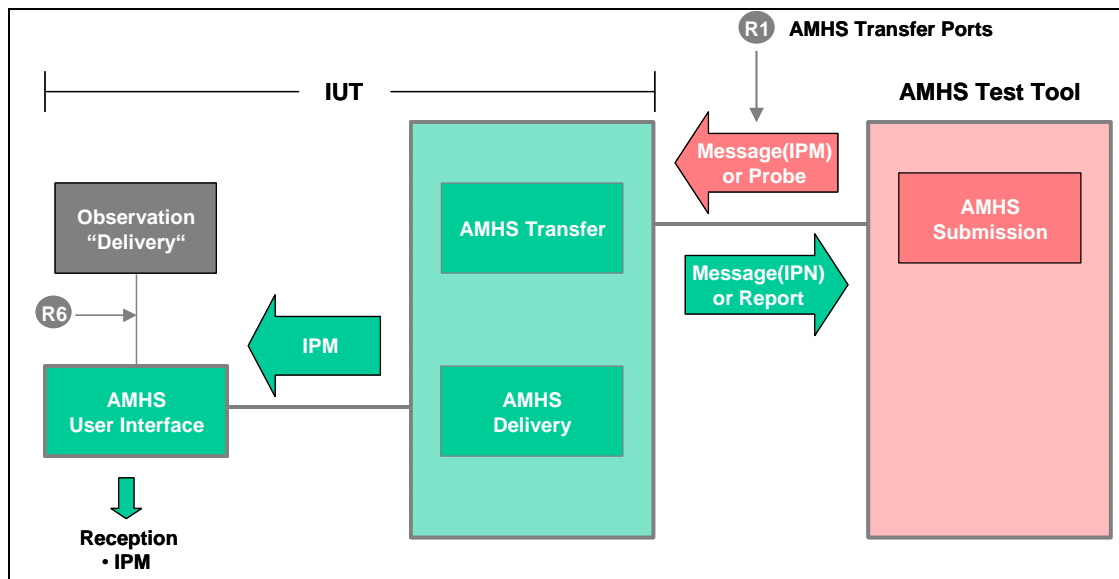 R1 AMHS Transfer Ports
IUT
AMHS Test Tool
Message(IPM)
or Probe
Observation
“Delivery“
AMHS Transfer
AMHS
Submission
Message(IPN)
or Report
R6
IPM
AMHS
User Interface
AMHS
Delivery
Reception
• IPM